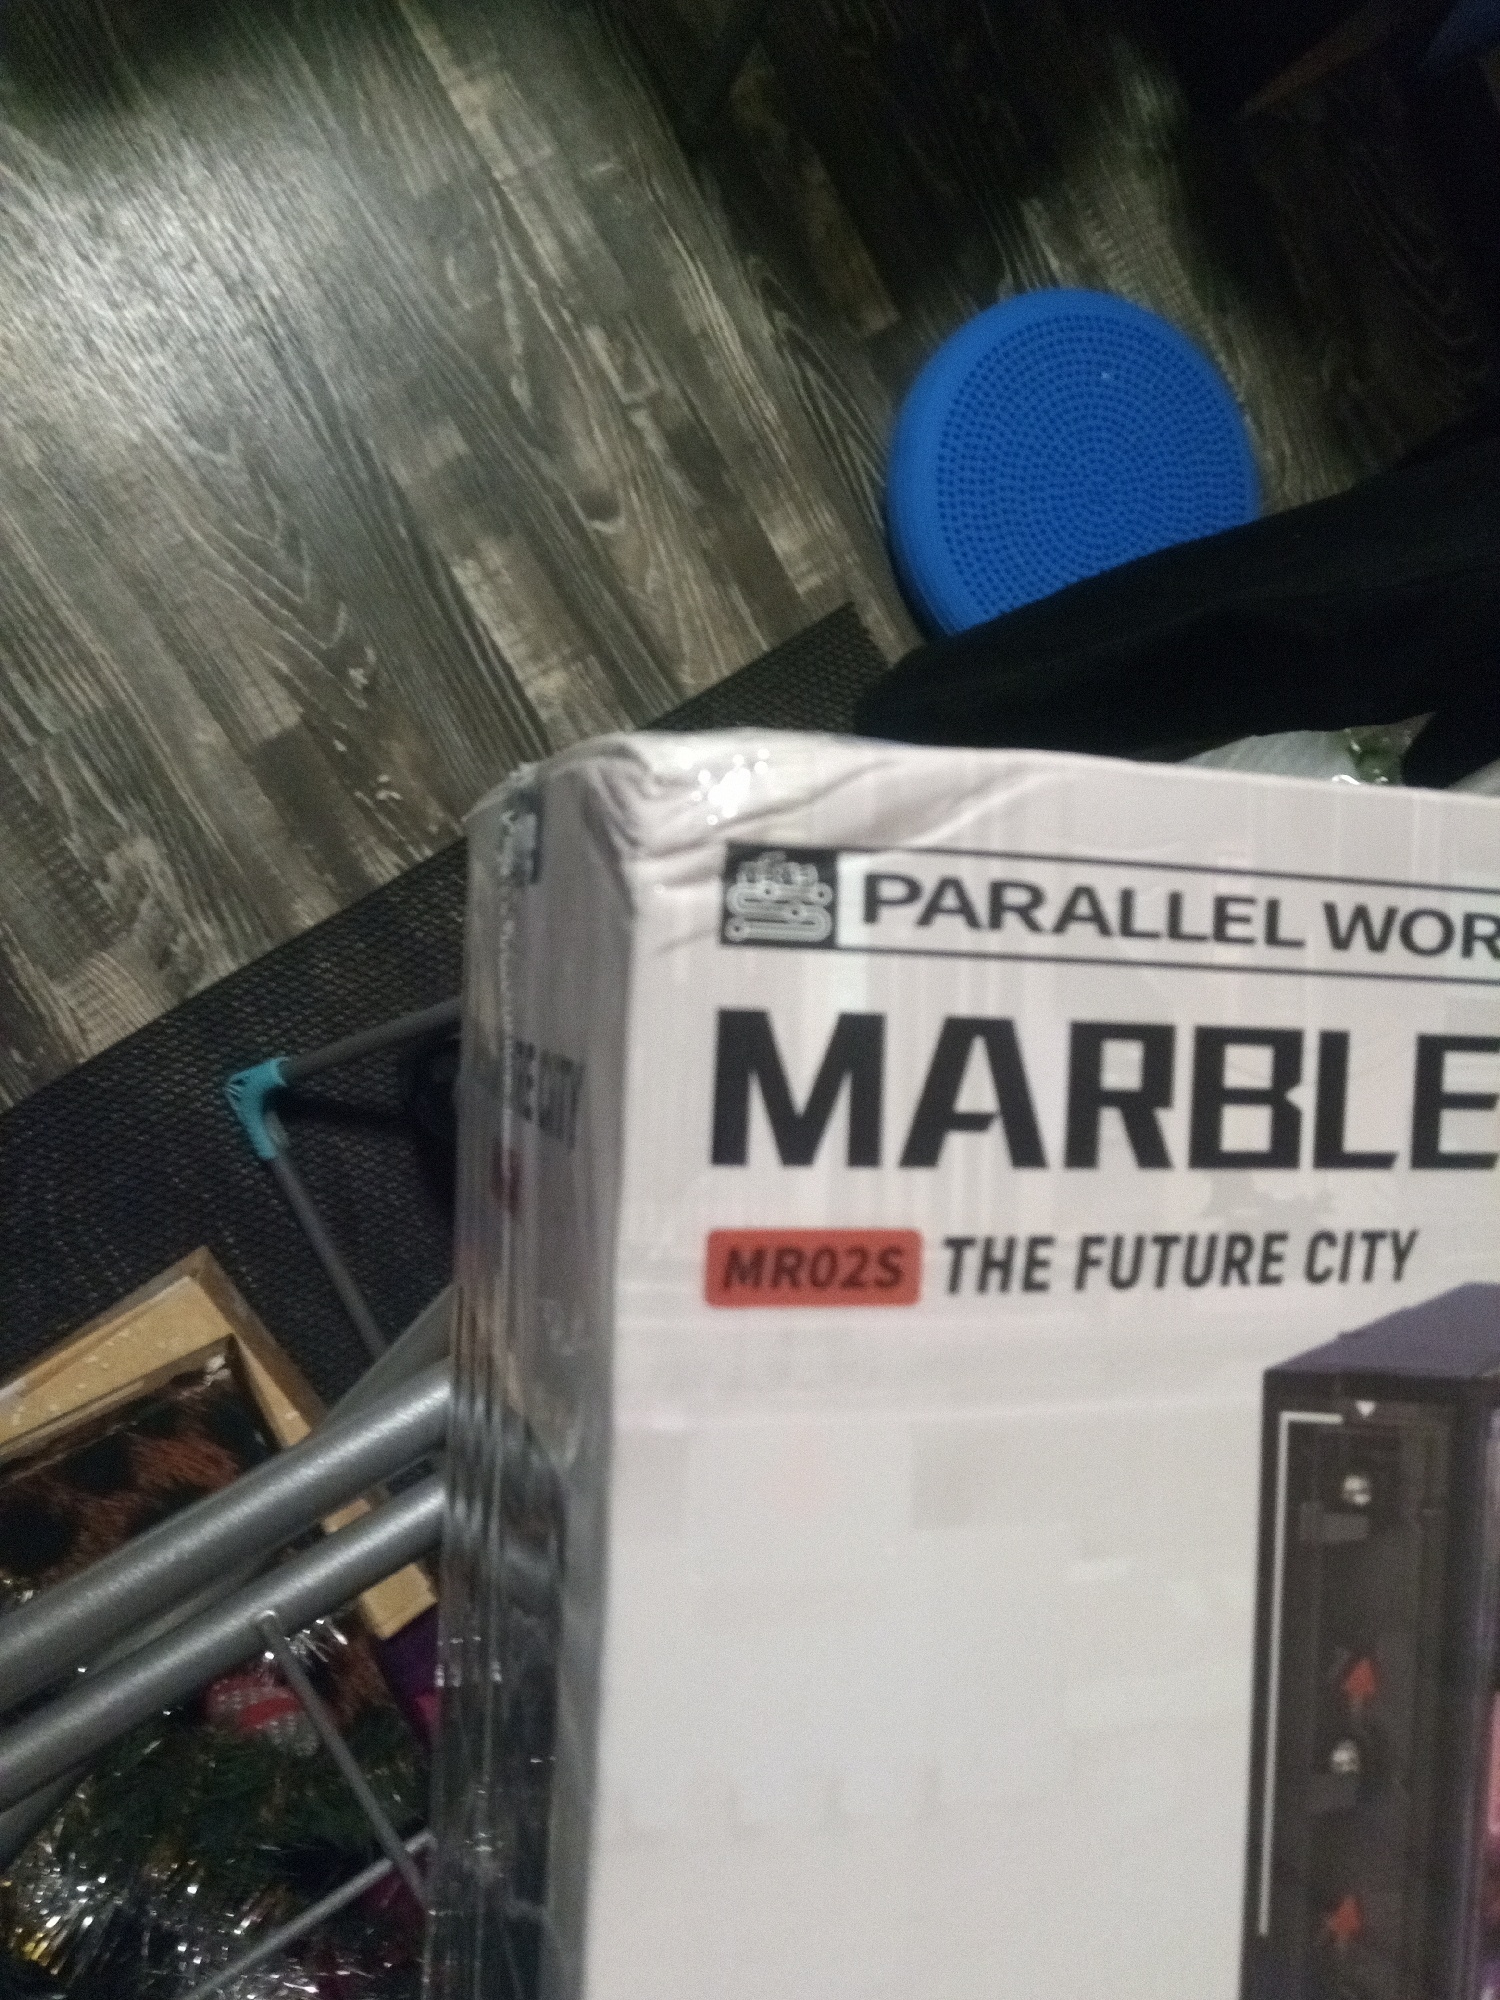 PARALLEL WOR
MARBLE
MR02S THE FUTURE CITY